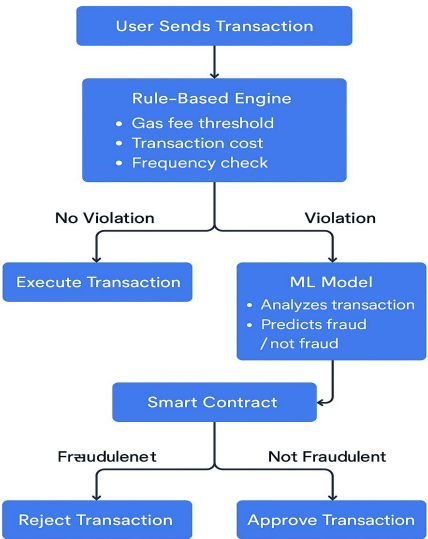 User Sends Transaction
Rule-Based Engine
• Gas fee threshold
• Transaction cost
• Frequency check
No Violation
Violation
Execute Transaction
ML Model
• Analyzes transaction
• Predicts fraud
/ not fraud
Smart Contract
Fraudulenet
Not Fraudulent
Reject Transaction
Approve Transaction